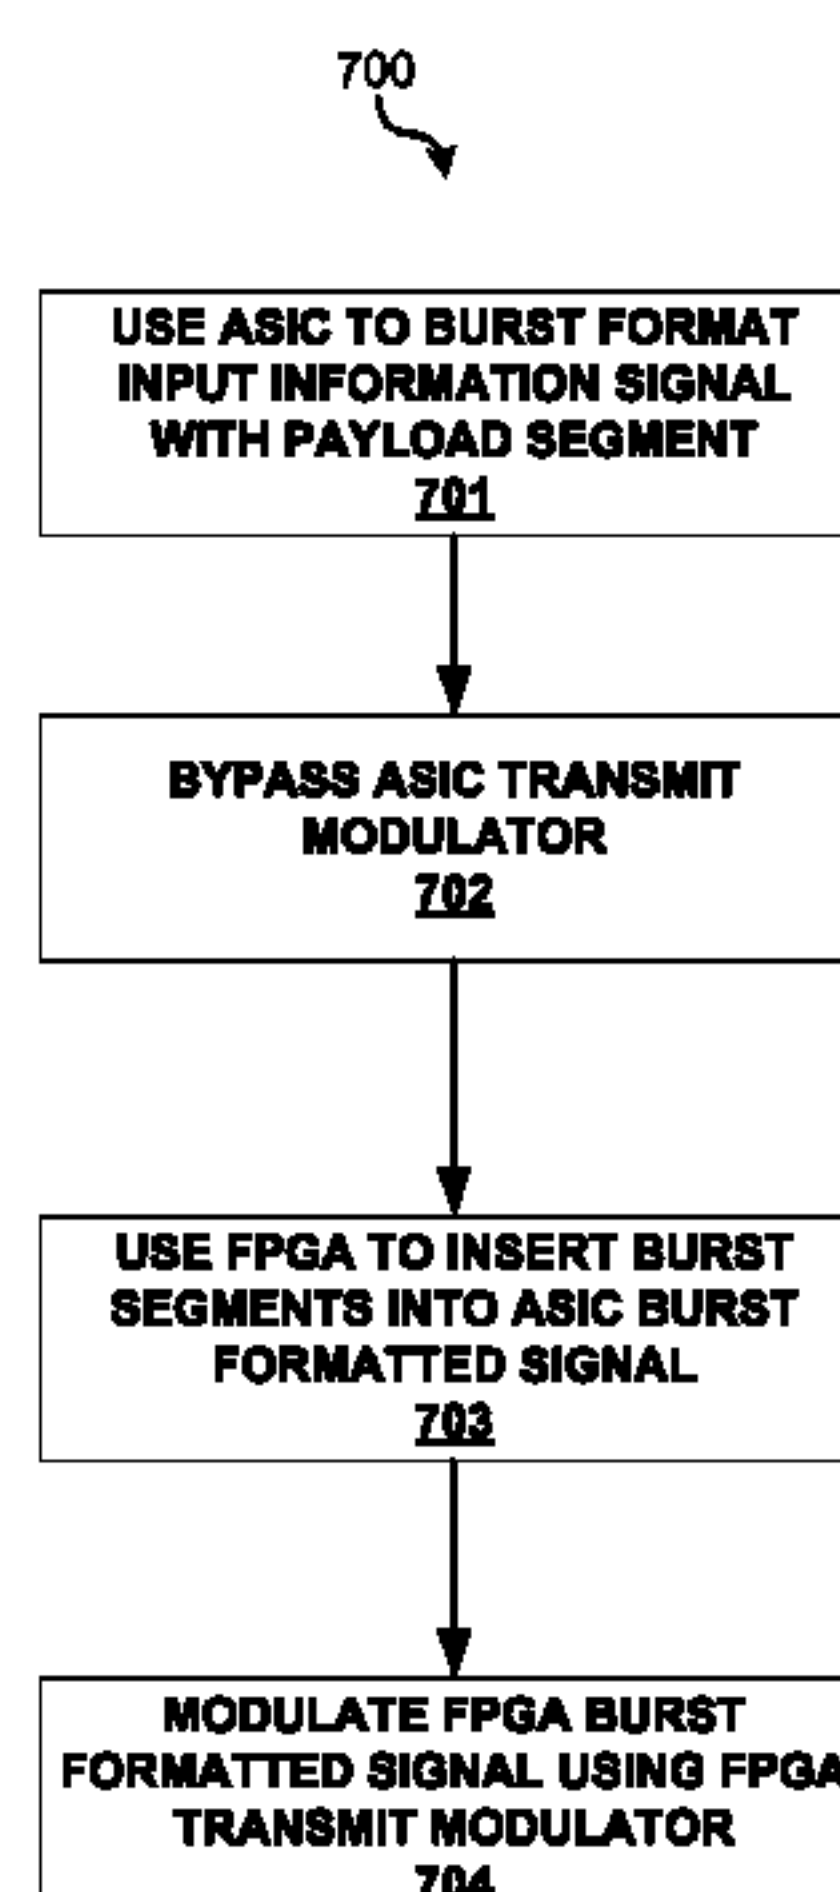 700
USE ASIC TO BURST FORMAT
INPUT INFORMATION SIGNAL
WITH PAYLOAD SEGMENT
701
BYPASS ASIC TRANSMIT
MODULATOR
702
USE FPGA TO INSERT BURST
SEGMENTS INTO ASIC BURST
FORMATTED SIGNAL
703
MODULATE FPGA BURST
FORMATTED SIGNAL USING FPGA
TRANSMIT MODULATOR
704